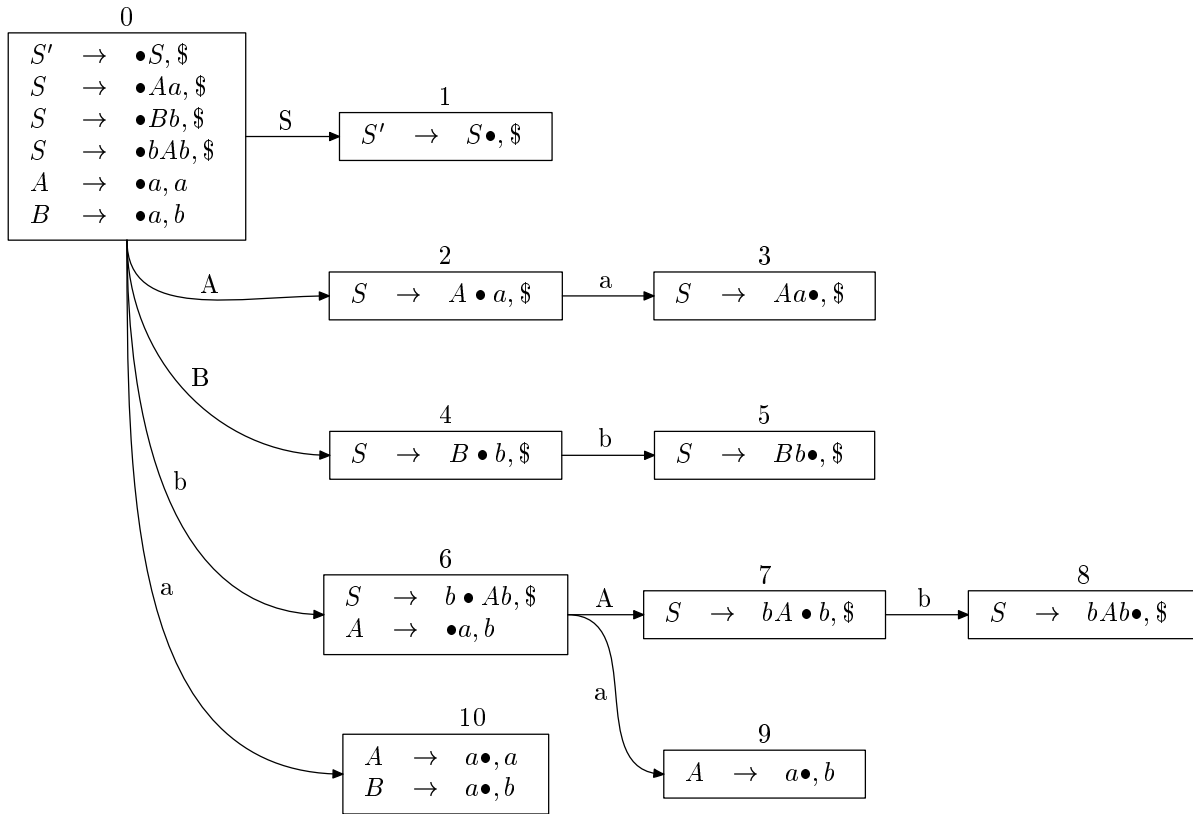 0
S′ → •S, $
S → •Aa, $
S → •Bb, $
S → •bAb, $
A → •a, a
B → •a, b
S
1
S′ → S•, $
A
2
S → A • a, $
a
3
S → Aa•, $
B
4
S → B • b, $
b
5
S → Bb•, $
b
6
S → b • Ab, $
A → •a, b
A
7
S → bA • b, $
b
8
S → bAb•, $
a
9
A → a•, b
a
10
A → a•, a
B → a•, b